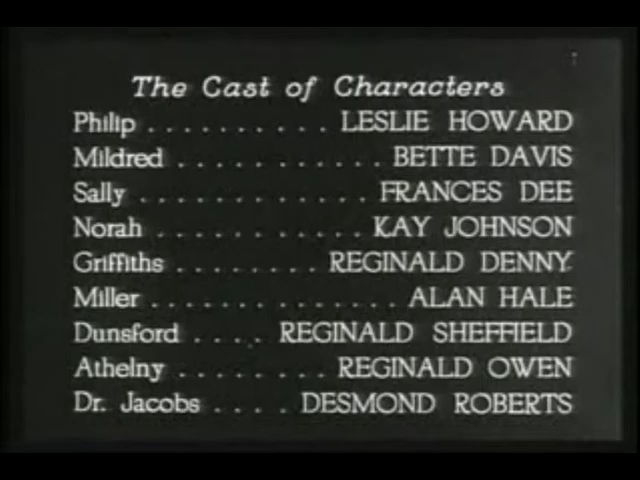 The Cast of Characters
Philip . . . . . . . . . . LESLIE HOWARD
Mildred . . . . . . . . . . . . BETTE DAVIS
Sally . . . . . . . . . . . . . FRANCES DEE
Norah . . . . . . . . . . . . KAY JOHNSON
Griffiths . . . . . . . . REGINALD DENNY
Miller . . . . . . . . . . . . . . . ALAN HALE
Dunsford . . . . REGINALD SHEFFIELD
Athelny . . . . . . . . . REGINALD OWEN
Dr. Jacobs . . . . DESMOND ROBERTS